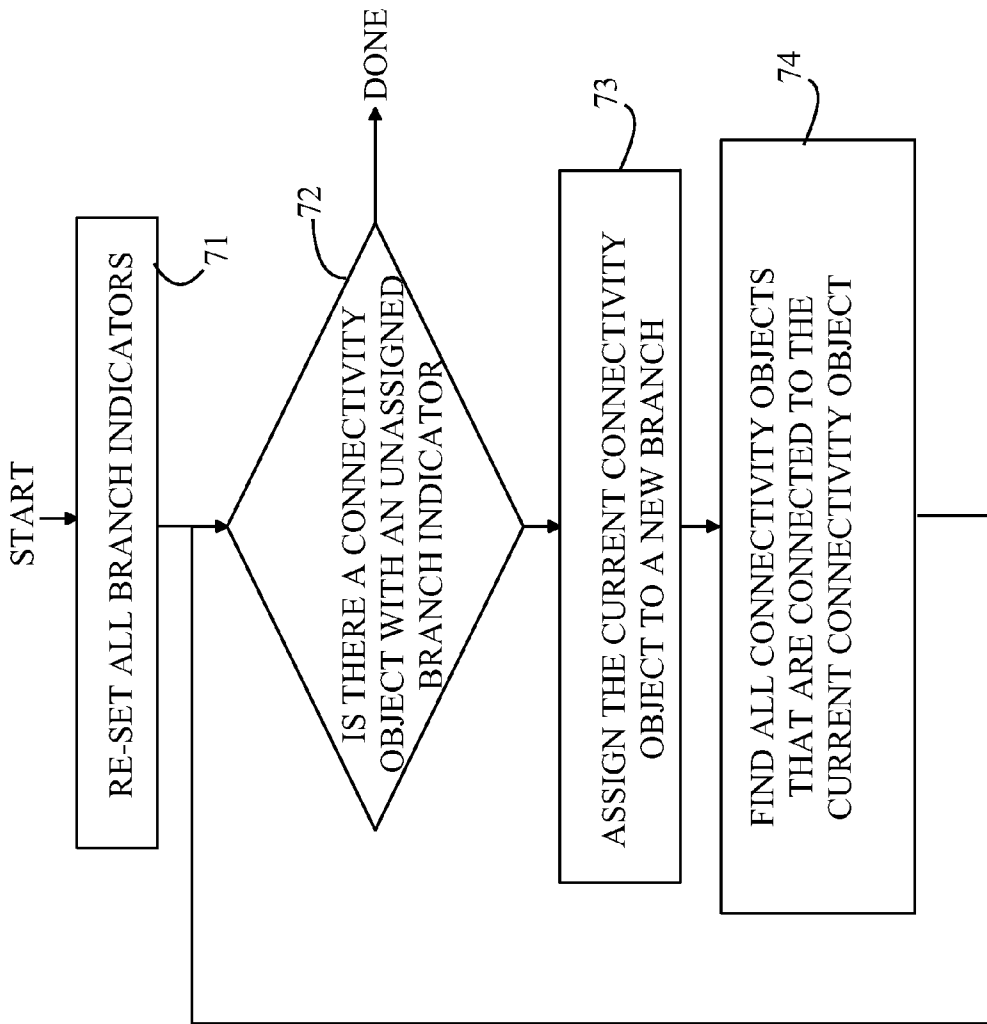 START
RE-SET ALL BRANCH INDICATORS
71
72
IS THERE A CONNECTIVITY
OBJECT WITH AN UNASSIGNED
BRANCH INDICATOR
DONE
73
ASSIGN THE CURRENT CONNECTIVITY
OBJECT TO A NEW BRANCH
74
FIND ALL CONNECTIVITY OBJECTS
THAT ARE CONNECTED TO THE
CURRENT CONNECTIVITY OBJECT